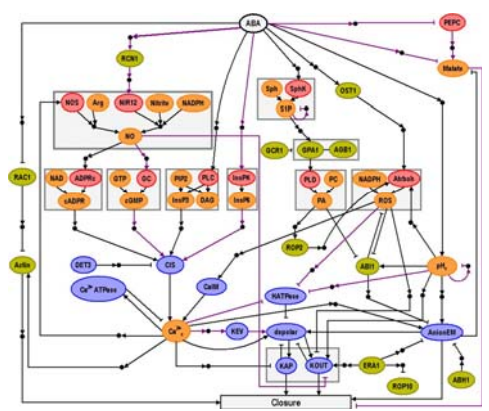 ABA
PEPC
RCN1
Malate
NOS Arg NIR12 Nitrite NADPH
Sph SphK
OST1
S1P
NO
GCR1 GPA1 AGB1
RAC1
NAD ADPRc GTP GC PIP2 PLC InsPK
PLD PC NADPH Atrboh
cADPR cGMP InsP3 DAG InsP6
PA ROS
ROP2
Actin
DET3 CIS
ABI1
CaIM
Ca²⁺ ATPase
HATPase
Ca²⁺
KEV depolar AnionEM
KAP KOUT ERA1
ROP10 ABH1
Closure